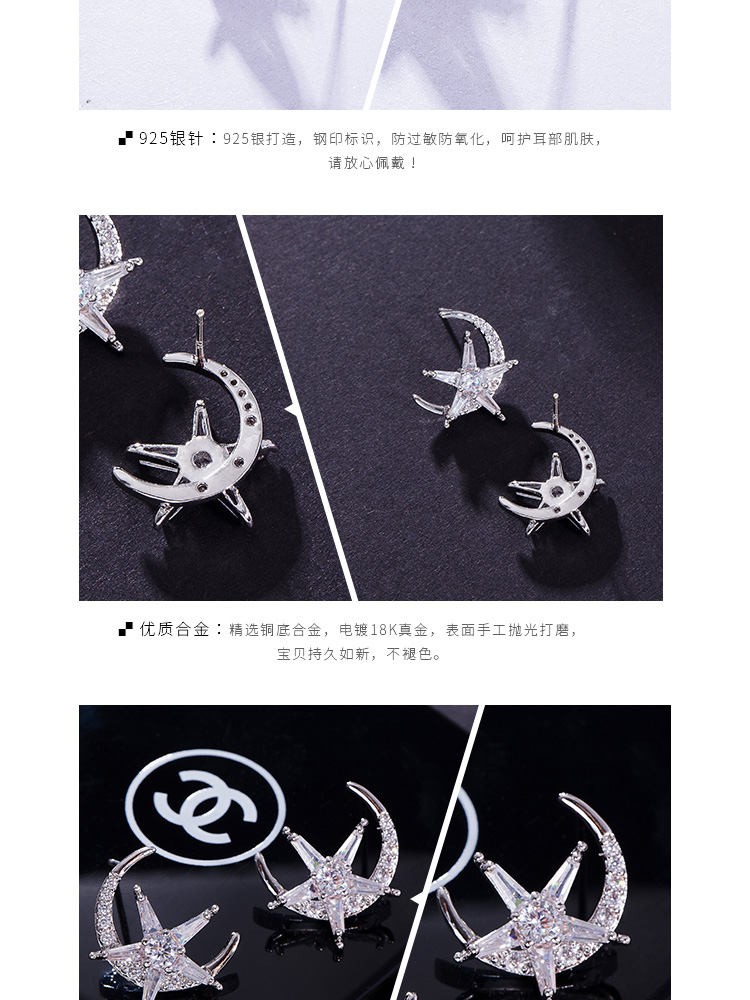 925银针：925银打造，钢印标识，防过敏防氧化，呵护耳部肌肤，
请放心佩戴！
优质合金：精选铜底合金，电镀18K真金，表面手工抛光打磨，
宝贝持久如新，不褪色。